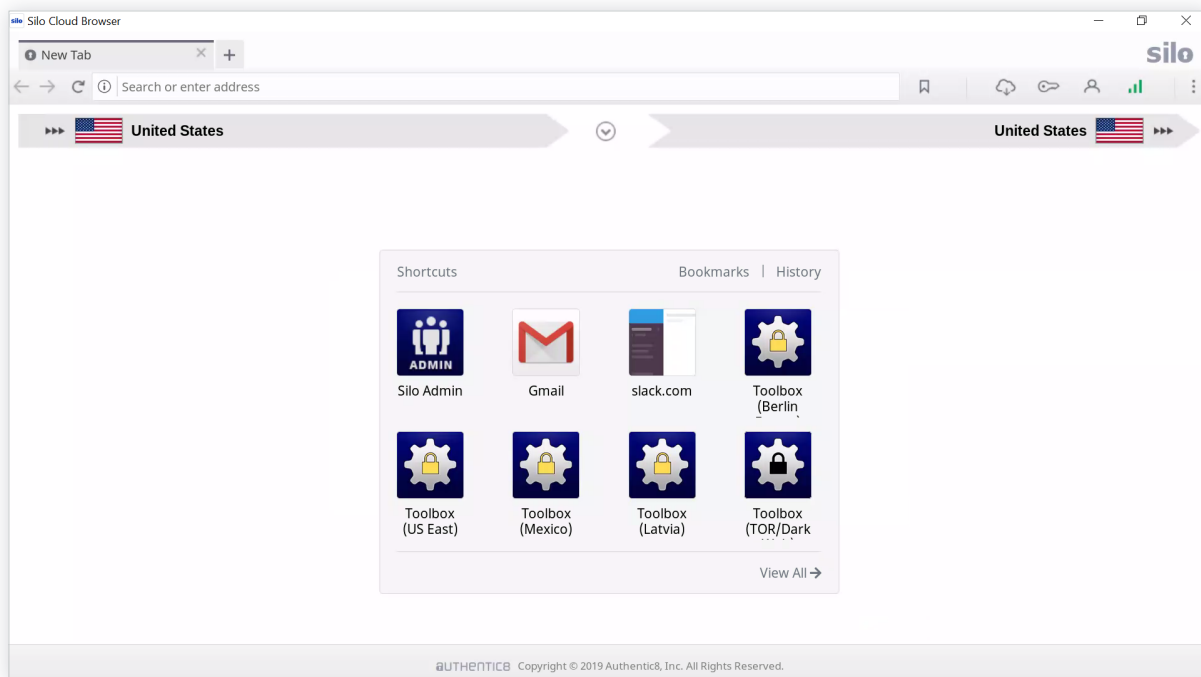 silo Silo Cloud Browser
New Tab
silo
Search or enter address
United States
United States
Shortcuts
Bookmarks | History
ADMIN
Silo Admin
Gmail
slack.com
Toolbox
(Berlin
Toolbox
(US East)
Toolbox
(Mexico)
Toolbox
(Latvia)
Toolbox
(TOR/Dark
View All
AUTHENTIC8 Copyright © 2019 Authentic8, Inc. All Rights Reserved.